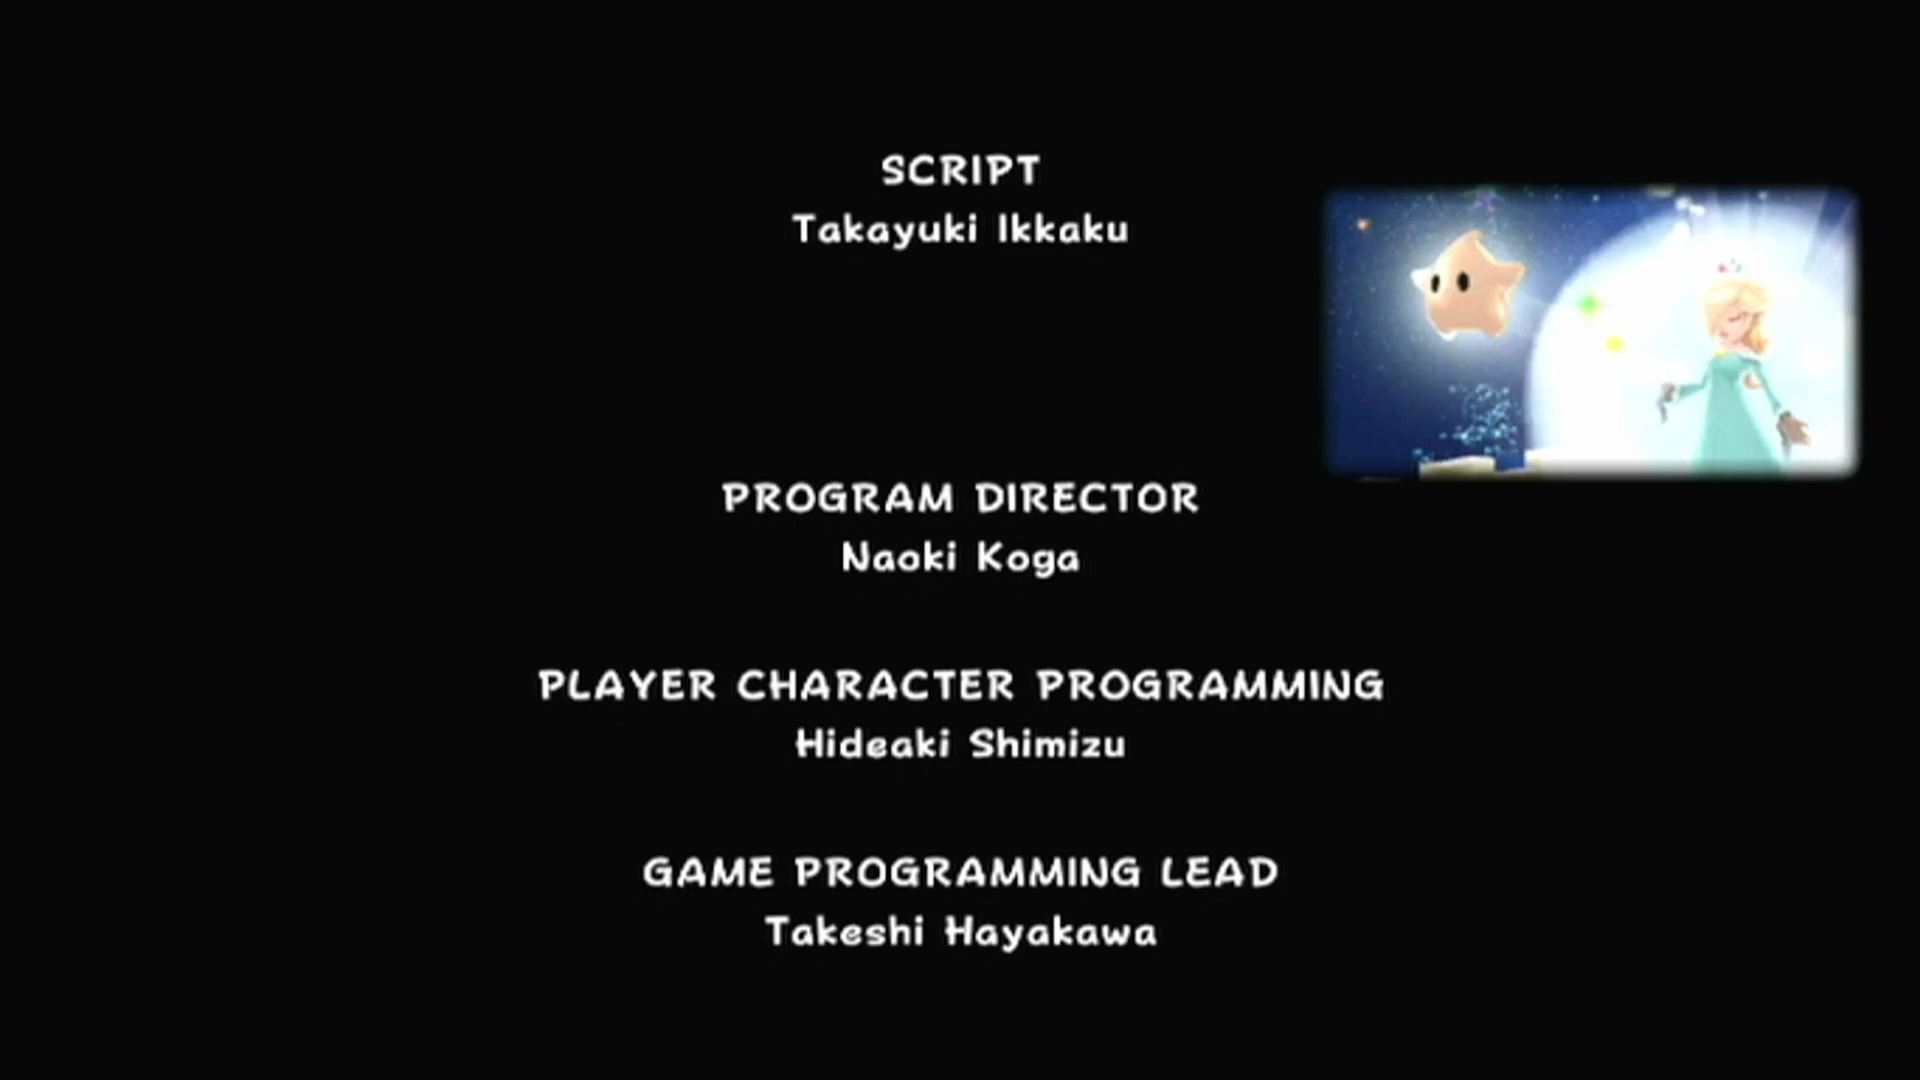 SCRIPT
Takayuki Ikkaku
PROGRAM DIRECTOR
Naoki Koga
PLAYER CHARACTER PROGRAMMING
Hideaki Shimizu
GAME PROGRAMMING LEAD
Takeshi Hayakawa